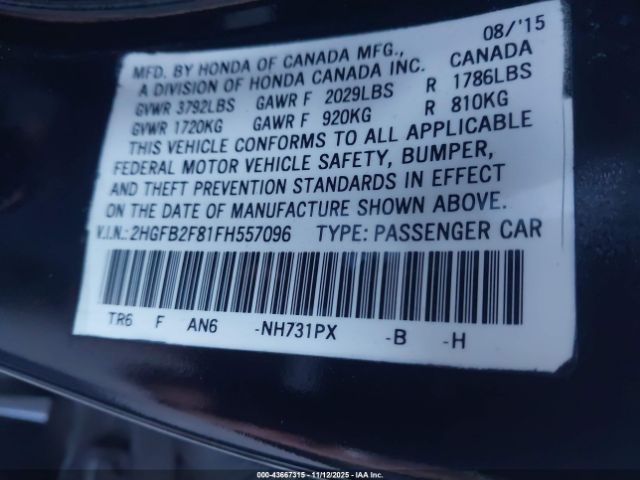 08/'15
MFD. BY HONDA OF CANADA MFG., CANADA
A DIVISION OF HONDA CANADA INC.
GVWR 3792LBS GAWR F 2029LBS R 1786LBS
GVWR 1720KG GAWR F 920KG R 810KG
THIS VEHICLE CONFORMS TO ALL APPLICABLE
FEDERAL MOTOR VEHICLE SAFETY, BUMPER,
AND THEFT PREVENTION STANDARDS IN EFFECT
ON THE DATE OF MANUFACTURE SHOWN ABOVE.
V.I.N.: 2HGFB2F81FH557096 TYPE: PASSENGER CAR
TR6 F AN6 -NH731PX -B -H
000-43667315 - 11/12/2025 - IAA Inc.